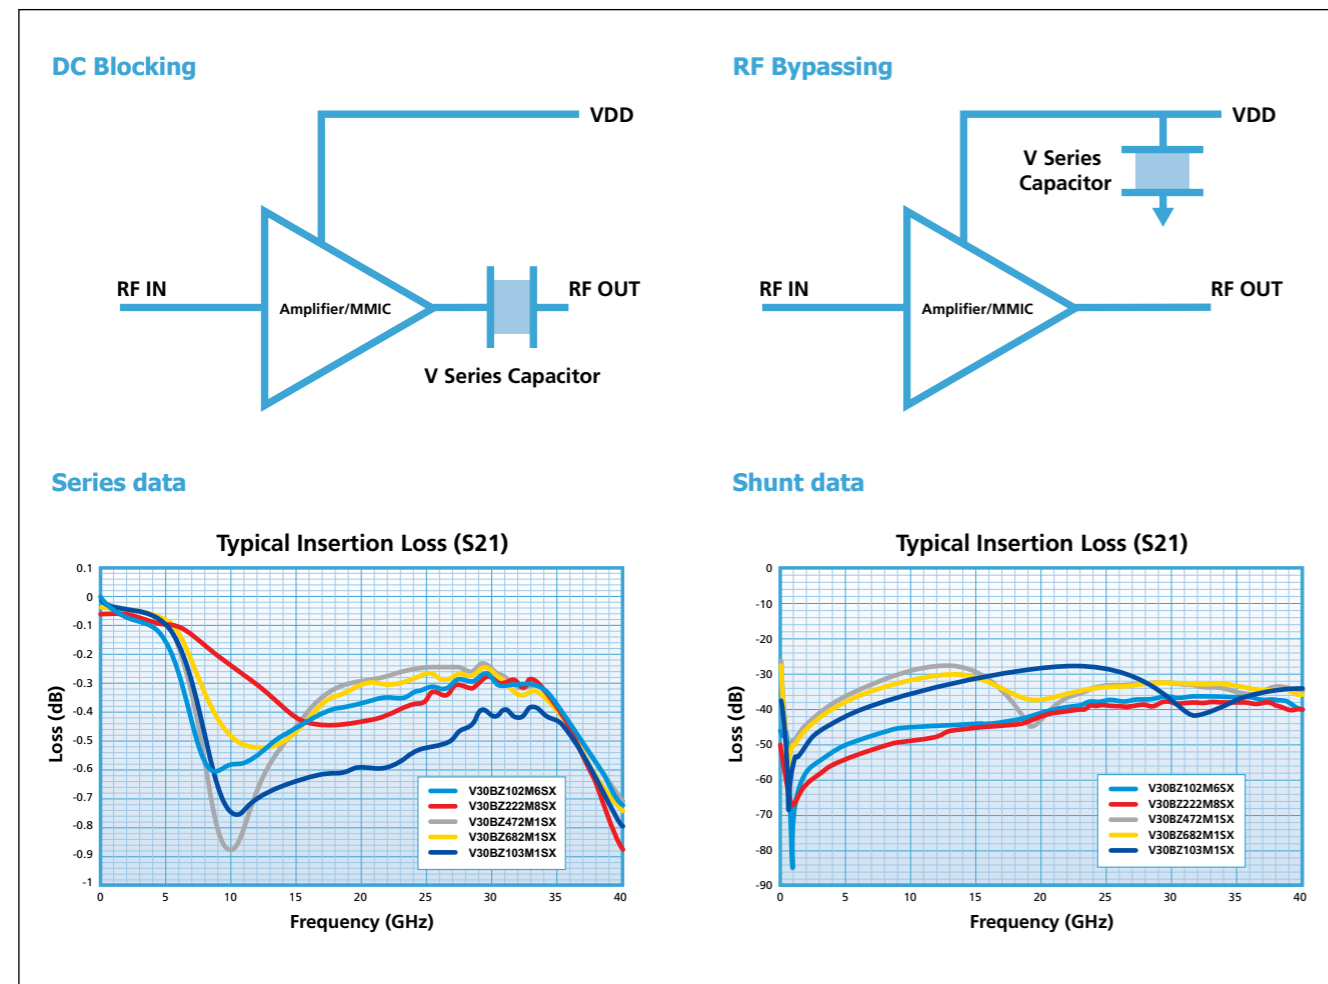 DC Blocking
VDD
RF IN
Amplifier/MMIC
RF OUT
V Series Capacitor
RF Bypassing
VDD
V Series
Capacitor
RF IN
Amplifier/MMIC
RF OUT
Series data
Typical Insertion Loss (S21)
0.1
0
-0.1
-0.2
-0.3
-0.4
-0.5
-0.6
-0.7
-0.8
-0.9
-1
Loss (dB)
V30BZ102M6SX
V30BZ222M8SX
V30BZ472M1SX
V30BZ682M1SX
V30BZ103M1SX
0 5 10 15 20 25 30 35 40
Frequency (GHz)
Shunt data
Typical Insertion Loss (S21)
0
-10
-20
-30
-40
-50
-60
-70
-80
-90
Loss (dB)
V30BZ102M6SX
V30BZ222M8SX
V30BZ472M1SX
V30BZ682M1SX
V30BZ103M1SX
0 5 10 15 20 25 30 35 40
Frequency (GHz)